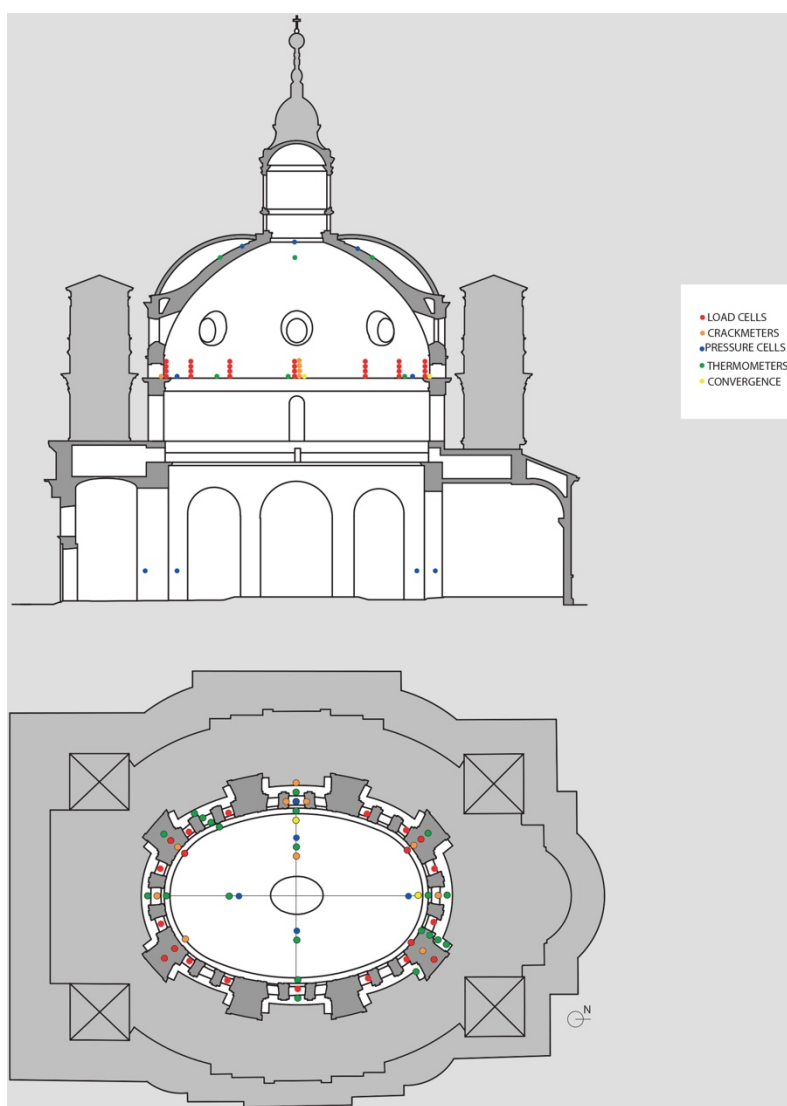 LOAD CELLS
CRACKMETERS
PRESSURE CELLS
THERMOMETERS
CONVERGENCE
N